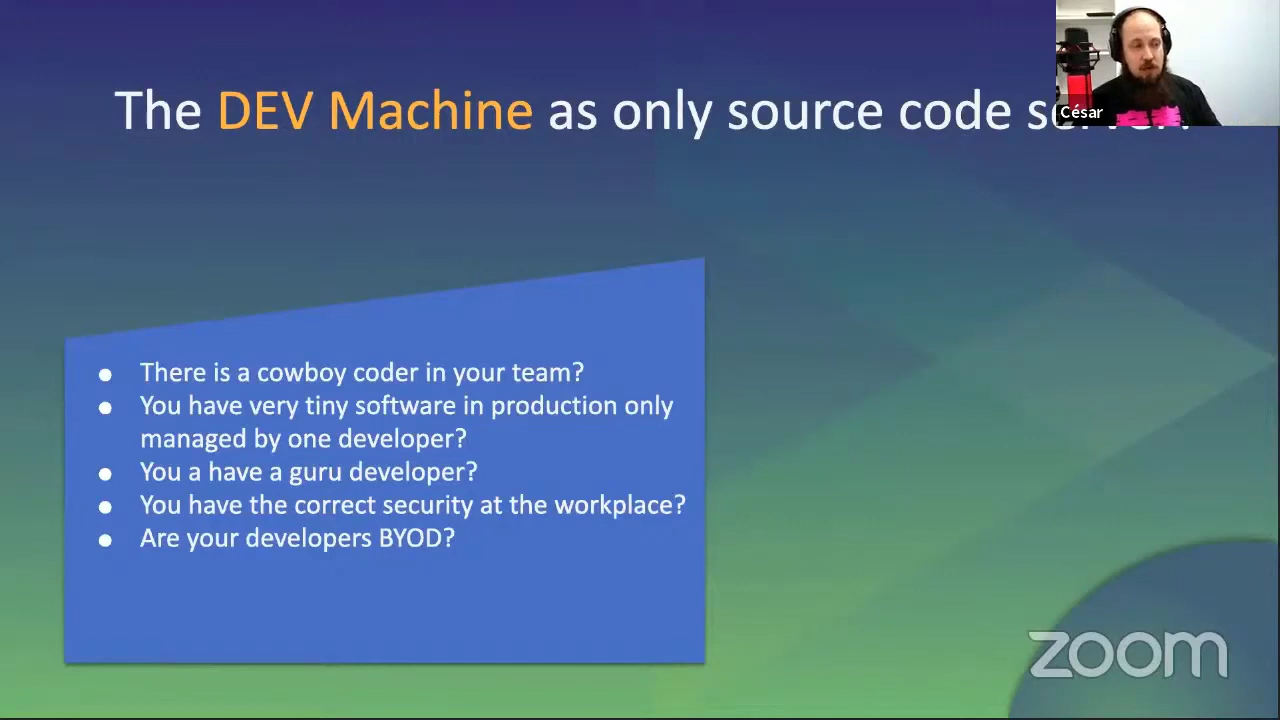 The DEV Machine as only source code
César
● There is a cowboy coder in your team?
● You have very tiny software in production only
managed by one developer?
● You a have a guru developer?
● You have the correct security at the workplace?
● Are your developers BYOD?
zoom